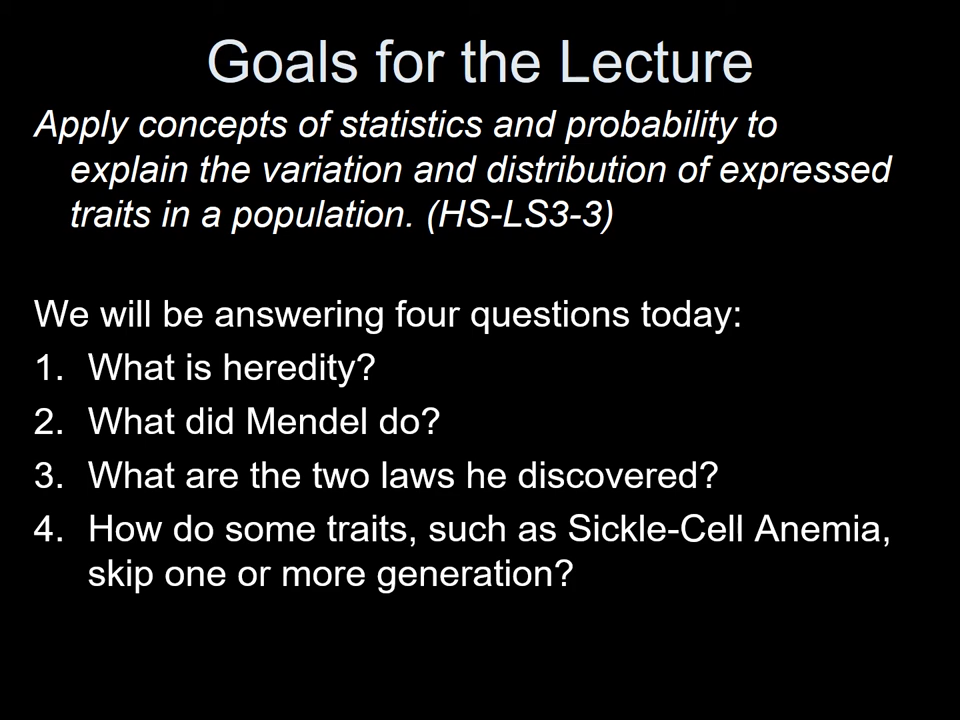 Goals for the Lecture
Apply concepts of statistics and probability to
explain the variation and distribution of expressed
traits in a population. (HS-LS3-3)
We will be answering four questions today:
1. What is heredity?
2. What did Mendel do?
3. What are the two laws he discovered?
4. How do some traits, such as Sickle-Cell Anemia,
skip one or more generation?